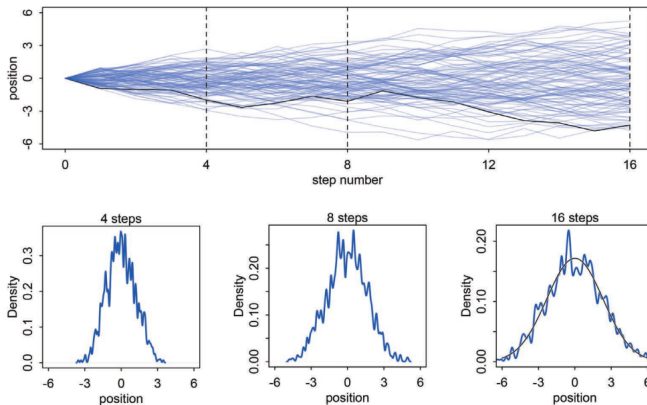 6
3
0
-3
-6
position
0 4 8 12 16
step number
4 steps 8 steps 16 steps
Density
0.00 0.1 0.2 0.3
-6 -3 0 3 6
position
Density
0.00 0.10 0.20
-6 -3 0 3 6
position
Density
0.00 0.10 0.20
-6 -3 0 3 6
position